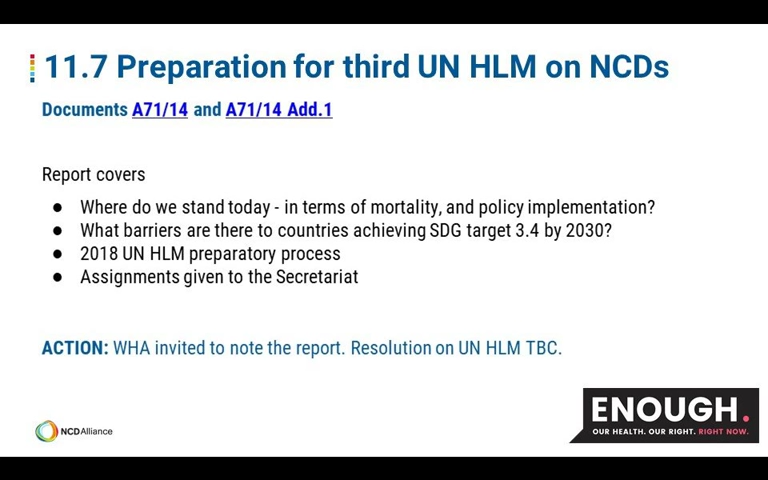 11.7 Preparation for third UN HLM on NCDs
Documents A71/14 and A71/14 Add.1
Report covers
● Where do we stand today - in terms of mortality, and policy implementation?
● What barriers are there to countries achieving SDG target 3.4 by 2030?
● 2018 UN HLM preparatory process
● Assignments given to the Secretariat
ACTION: WHA invited to note the report. Resolution on UN HLM TBC.
ENOUGH.
OUR HEALTH. OUR RIGHT. RIGHT NOW.
NCDAlliance